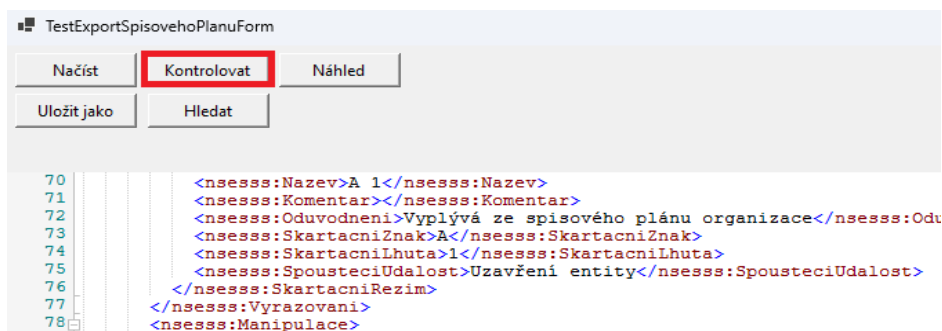 TestExportSpisovehoPlanuForm
Načíst Kontrolovat Náhled
Uložit jako Hledat
70 <nsesss:Nazev>A 1</nsesss:Nazev>
71 <nsesss:Komentar></nsesss:Komentar>
72 <nsesss:Oduvodneni>Vyplývá ze spisového plánu organizace</nsesss:Odu
73 <nsesss:SkartacniZnak>A</nsesss:SkartacniZnak>
74 <nsesss:SkartacniLhuta>1</nsesss:SkartacniLhuta>
75 <nsesss:SpousteciUdalost>Uzavření entity</nsesss:SpousteciUdalost>
76 </nsesss:SkartacniRezim>
77 </nsesss:Vyrazovani>
78 <nsesss:Manipulace>